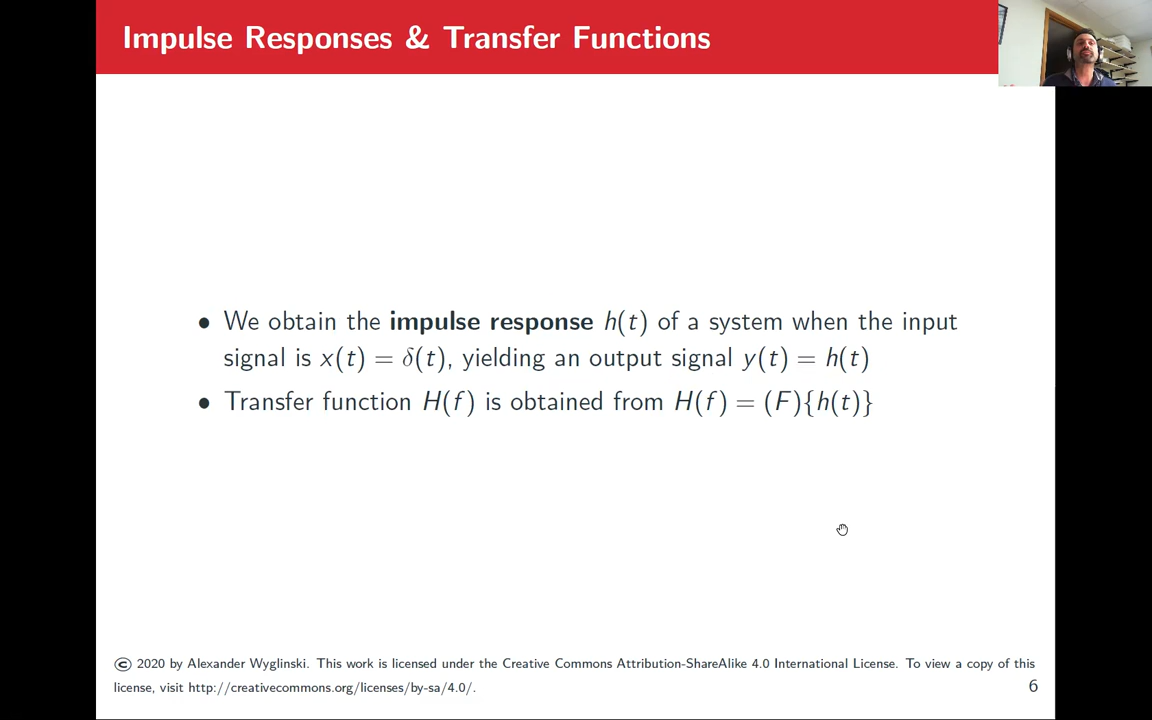 Impulse Responses & Transfer Functions
• We obtain the impulse response h(t) of a system when the input
signal is x(t) = δ(t), yielding an output signal y(t) = h(t)
• Transfer function H(f) is obtained from H(f) = (F){h(t)}
© 2020 by Alexander Wyglinski. This work is licensed under the Creative Commons Attribution-ShareAlike 4.0 International License. To view a copy of this
license, visit http://creativecommons.org/licenses/by-sa/4.0/.
6